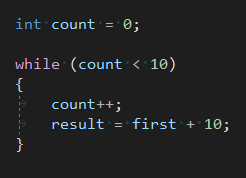 int count = 0;
while (count < 10)
{
count++;
result = first + 10;
}